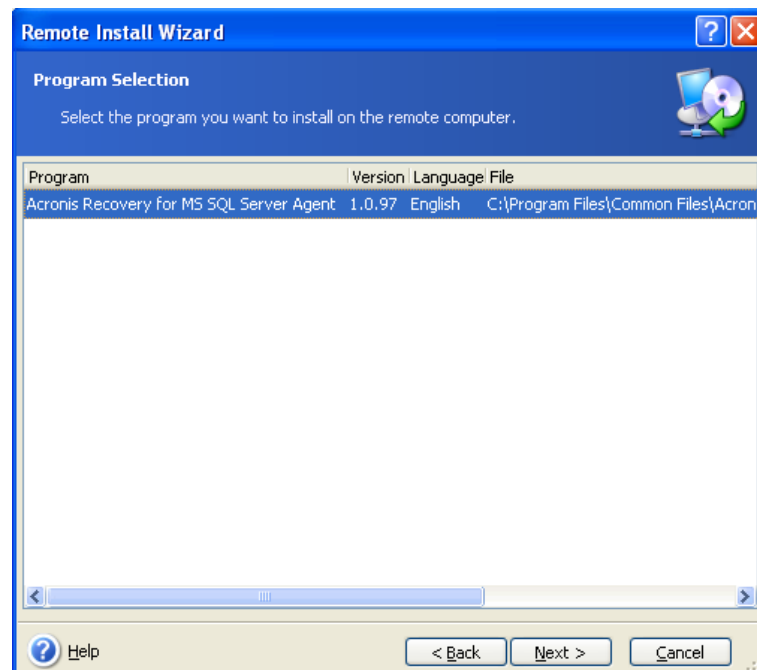 Remote Install Wizard
Program Selection
Select the program you want to install on the remote computer.
Program Version Language File
Acronis Recovery for MS SQL Server Agent 1.0.97 English C:\Program Files\Common Files\Acron
Help < Back Next > Cancel